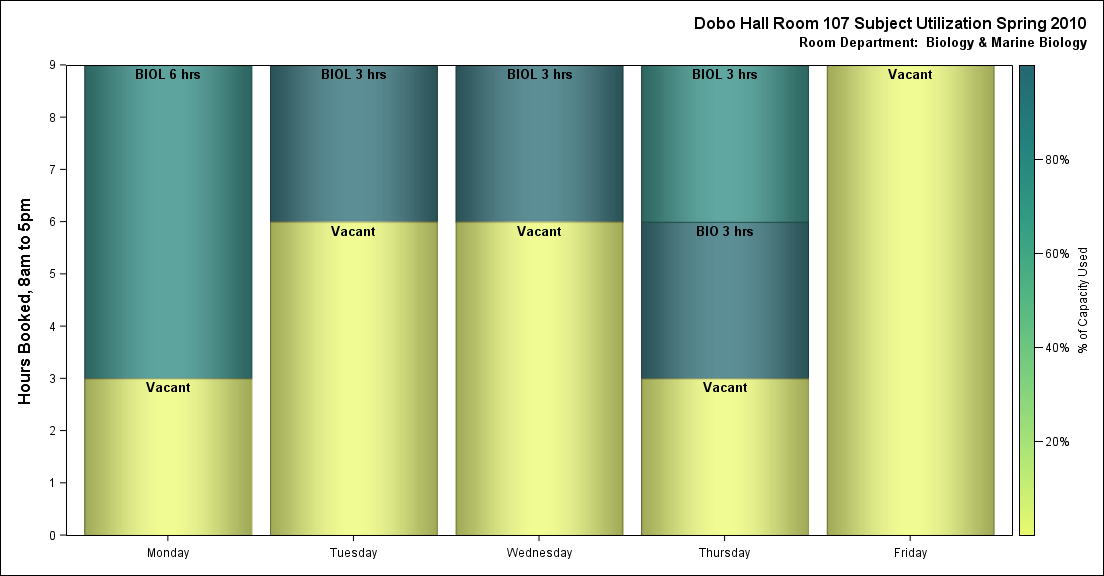 Dobo Hall Room 107 Subject Utilization Spring 2010
Room Department: Biology & Marine Biology
Hours Booked, 8am to 5pm
9
8
7
6
5
4
3
2
1
0
BIOL 6 hrs
Vacant
BIOL 3 hrs
Vacant
BIOL 3 hrs
Vacant
BIOL 3 hrs
BIO 3 hrs
Vacant
Vacant
Monday
Tuesday
Wednesday
Thursday
Friday
80%
60%
40%
20%
% of Capacity Used